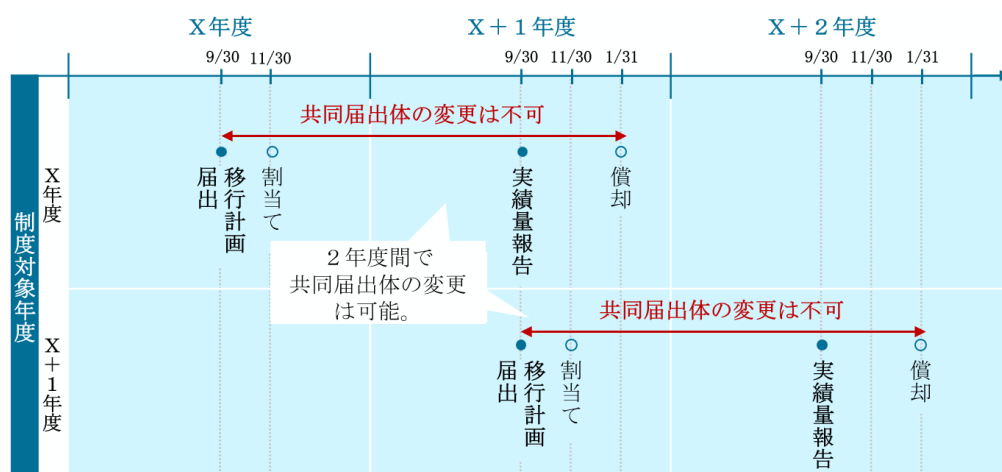 X年度
X+1年度
X+2年度
9/30
11/30
9/30
11/30
1/31
9/30
11/30
1/31
制度対象年度
X年度
共同届出体の変更は不可
移行計画
届出
割当て
実績量報告
償却
2年度間で
共同届出体の変更
は可能。
X+1年度
共同届出体の変更は不可
移行計画
届出
割当て
実績量報告
償却